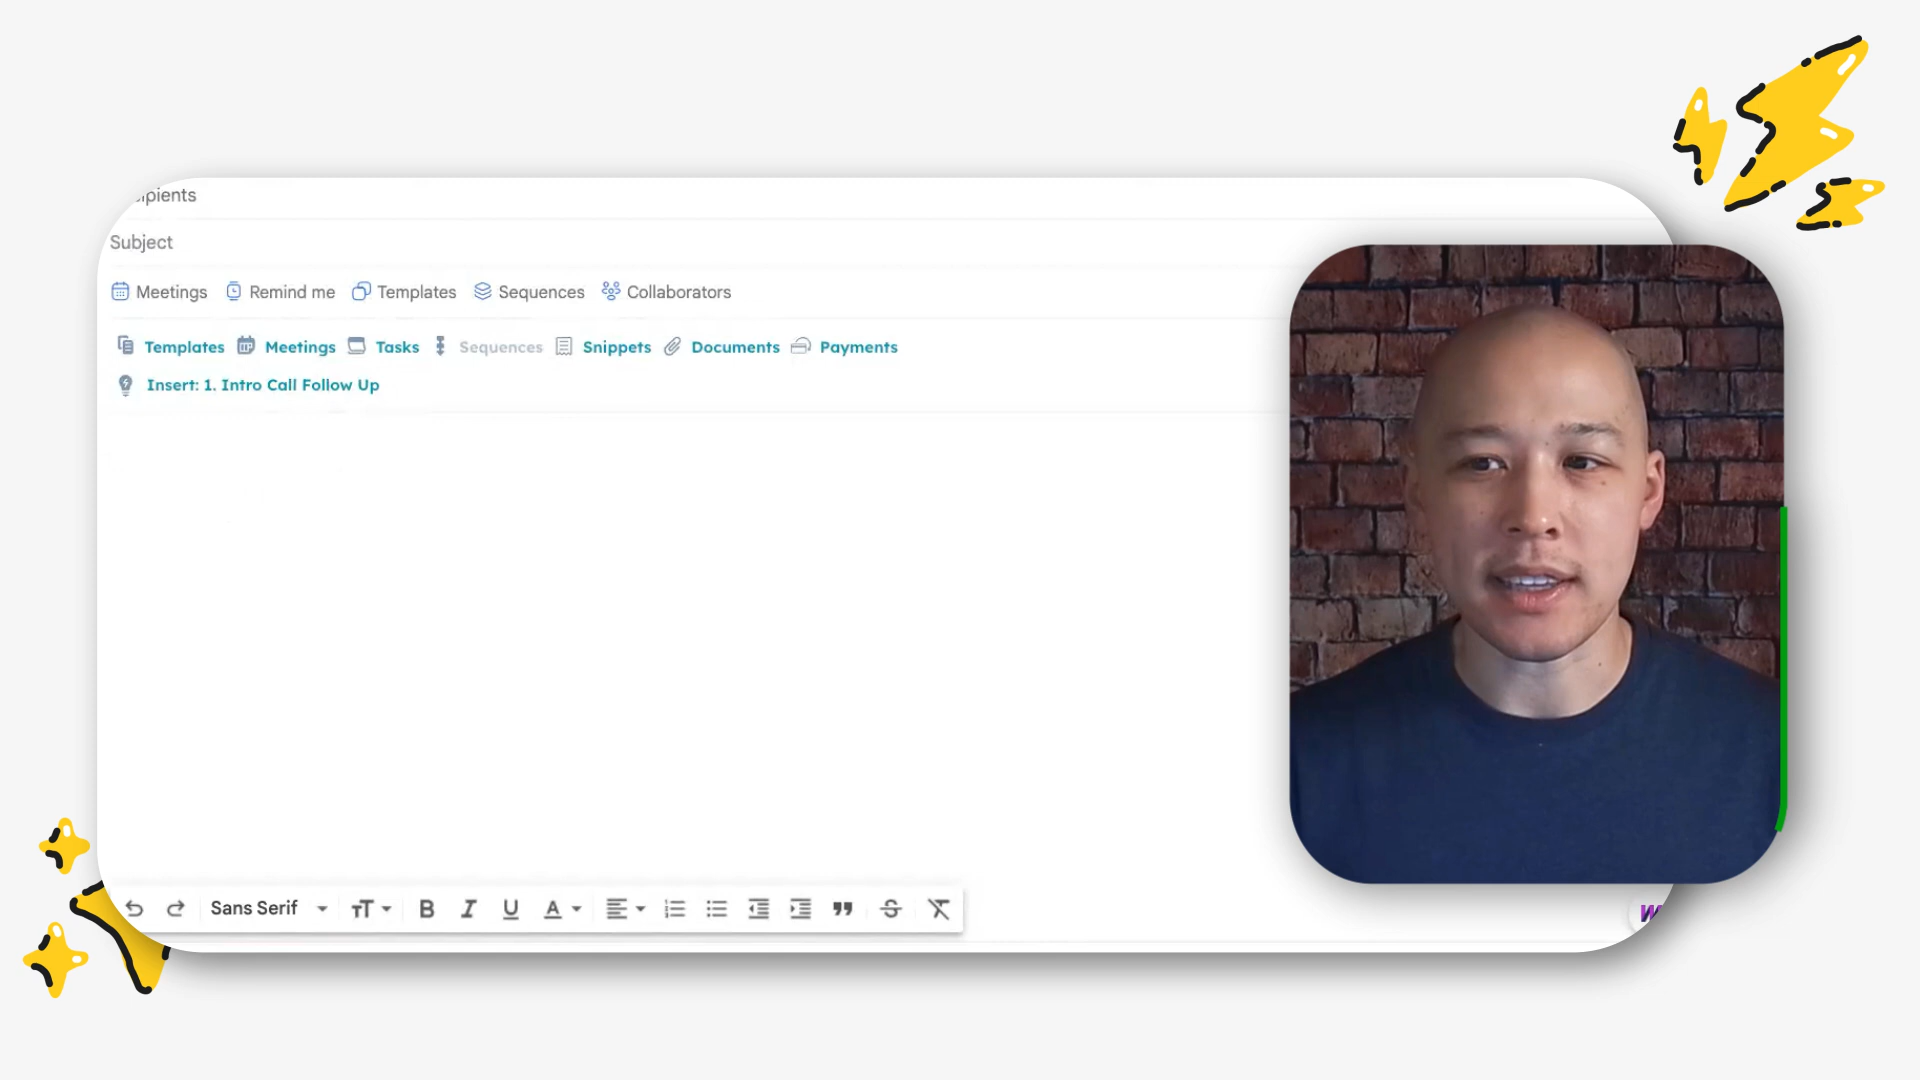 ipients
Subject
Meetings Remind me Templates Sequences Collaborators
Templates Meetings Tasks Sequences Snippets Documents Payments
Insert: 1. Intro Call Follow Up
Sans Serif